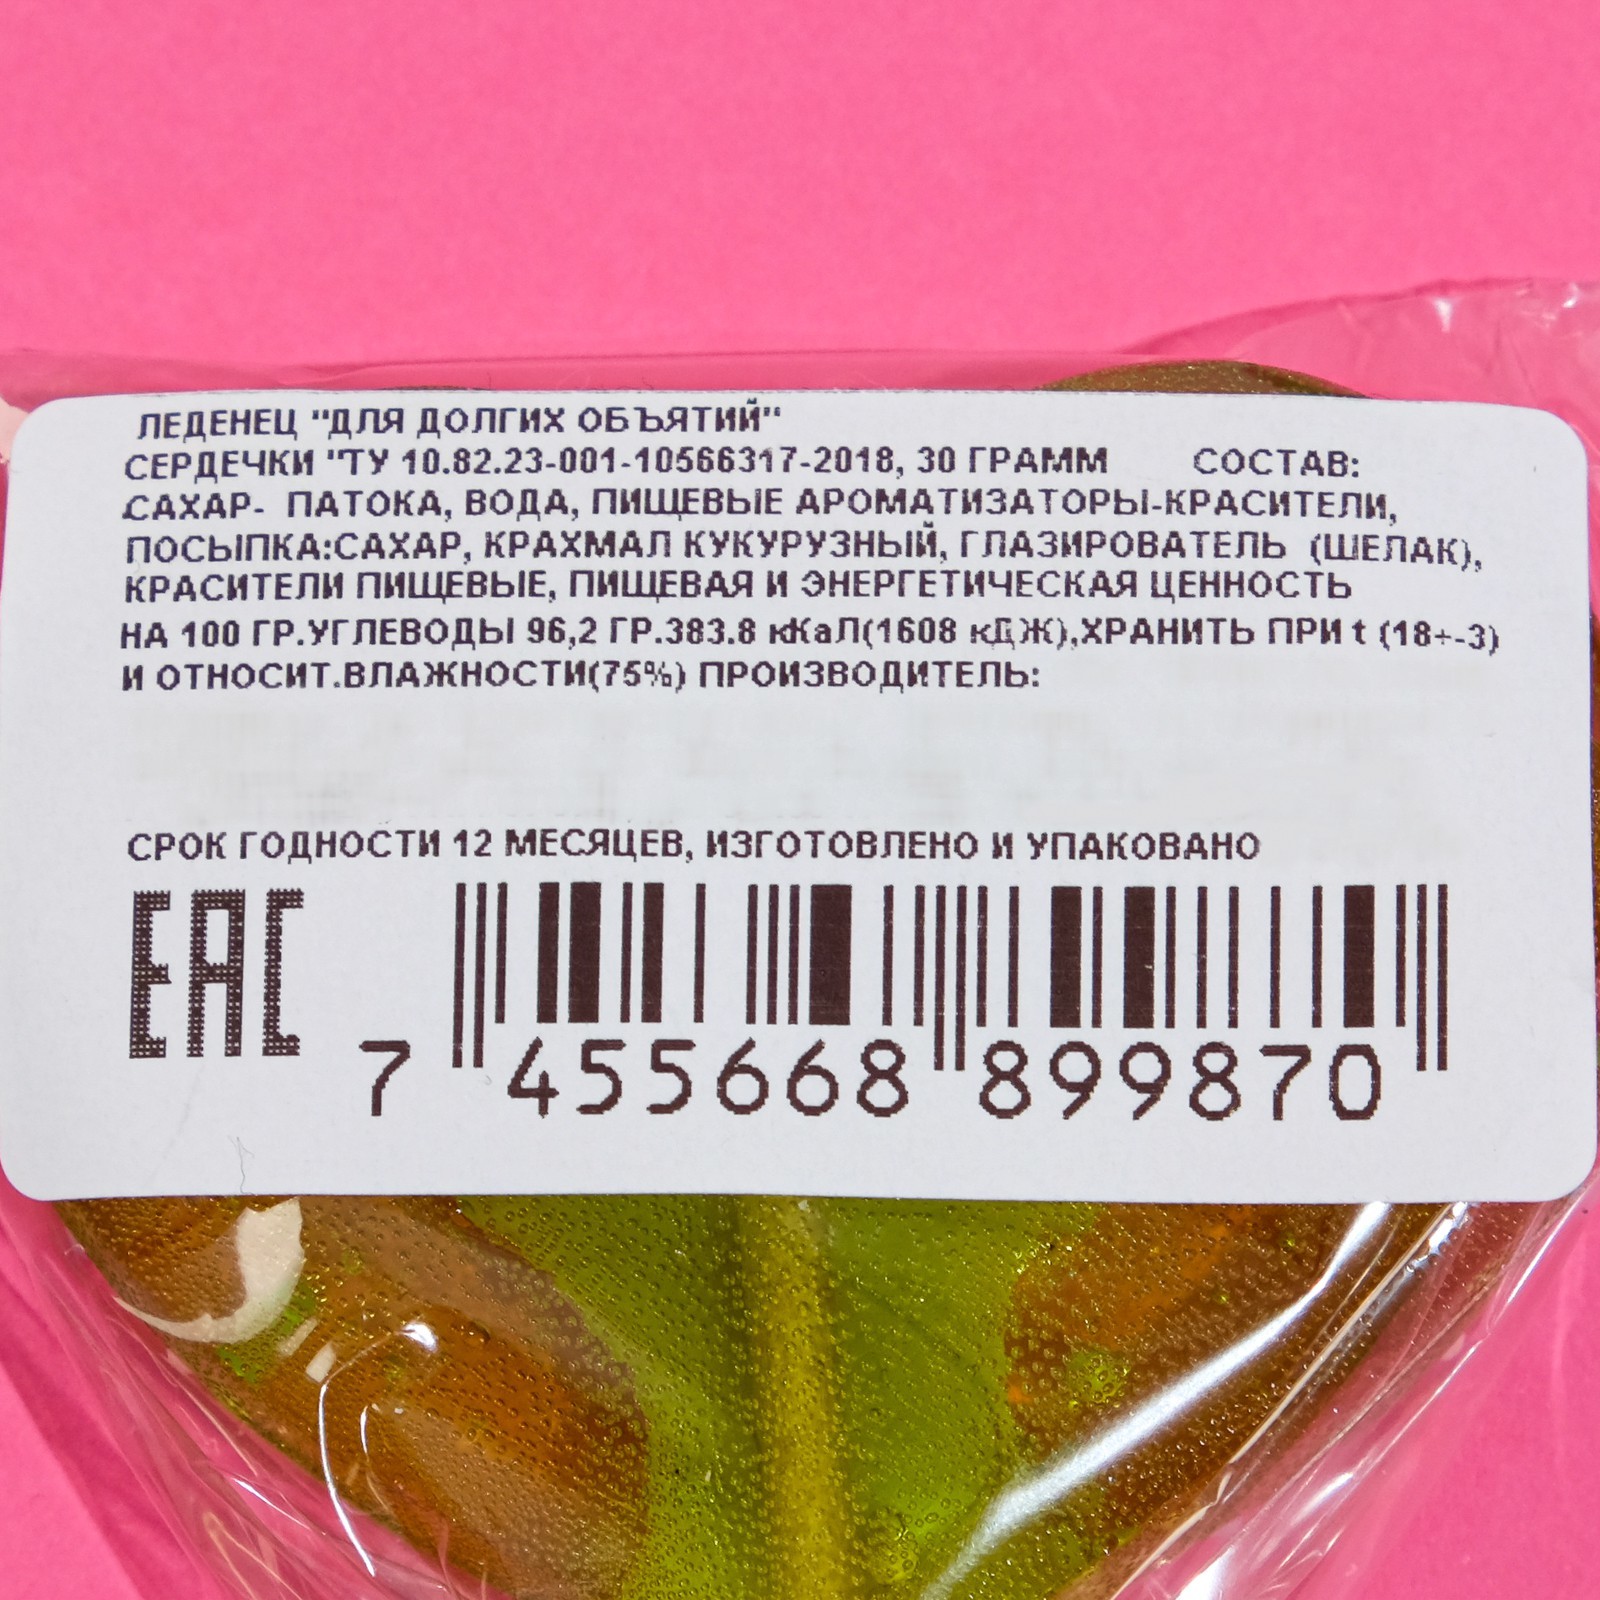 ЛЕДЕНЕЦ "ДЛЯ ДОЛГИХ ОБЪЯТИЙ"
СЕРДЕЧКИ "ТУ 10.82.23-001-10566317-2018, 30 ГРАММ СОСТАВ:
САХАР- ПАТОКА, ВОДА, ПИЩЕВЫЕ АРОМАТИЗАТОРЫ-КРАСИТЕЛИ,
ПОСЫПКА:САХАР, КРАХМАЛ КУКУРУЗНЫЙ, ГЛАЗИРОВАТЕЛЬ (ШЕЛАК),
КРАСИТЕЛИ ПИЩЕВЫЕ, ПИЩЕВАЯ И ЭНЕРГЕТИЧЕСКАЯ ЦЕННОСТЬ
НА 100 ГР.УГЛЕВОДЫ 96,2 ГР.383.8 кКаЛ(1608 кДЖ),ХРАНИТЬ ПРИ t (18+-3)
И ОТНОСИТ.ВЛАЖНОСТИ(75%) ПРОИЗВОДИТЕЛЬ:
СРОК ГОДНОСТИ 12 МЕСЯЦЕВ, ИЗГОТОВЛЕНО И УПАКОВАНО
ЕАС
7 455668 899870